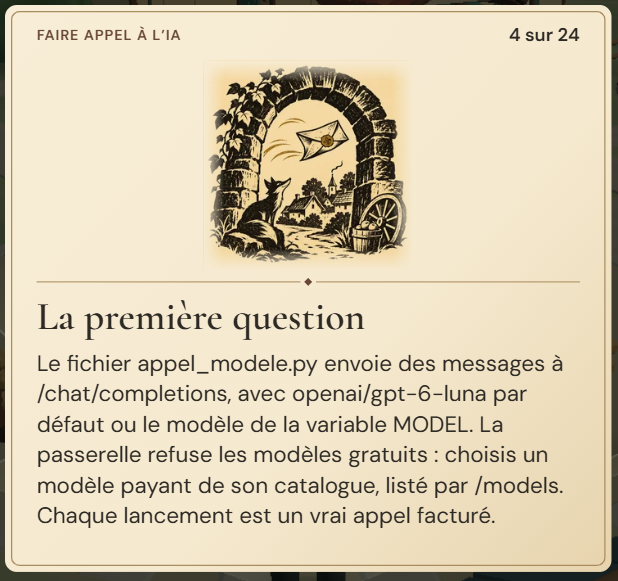 FAIRE APPEL À L’IA
4 sur 24
La première question
Le fichier appel_modele.py envoie des messages à
/chat/completions, avec openai/gpt-6-luna par
défaut ou le modèle de la variable MODEL. La
passerelle refuse les modèles gratuits : choisis un
modèle payant de son catalogue, listé par /models.
Chaque lancement est un vrai appel facturé.